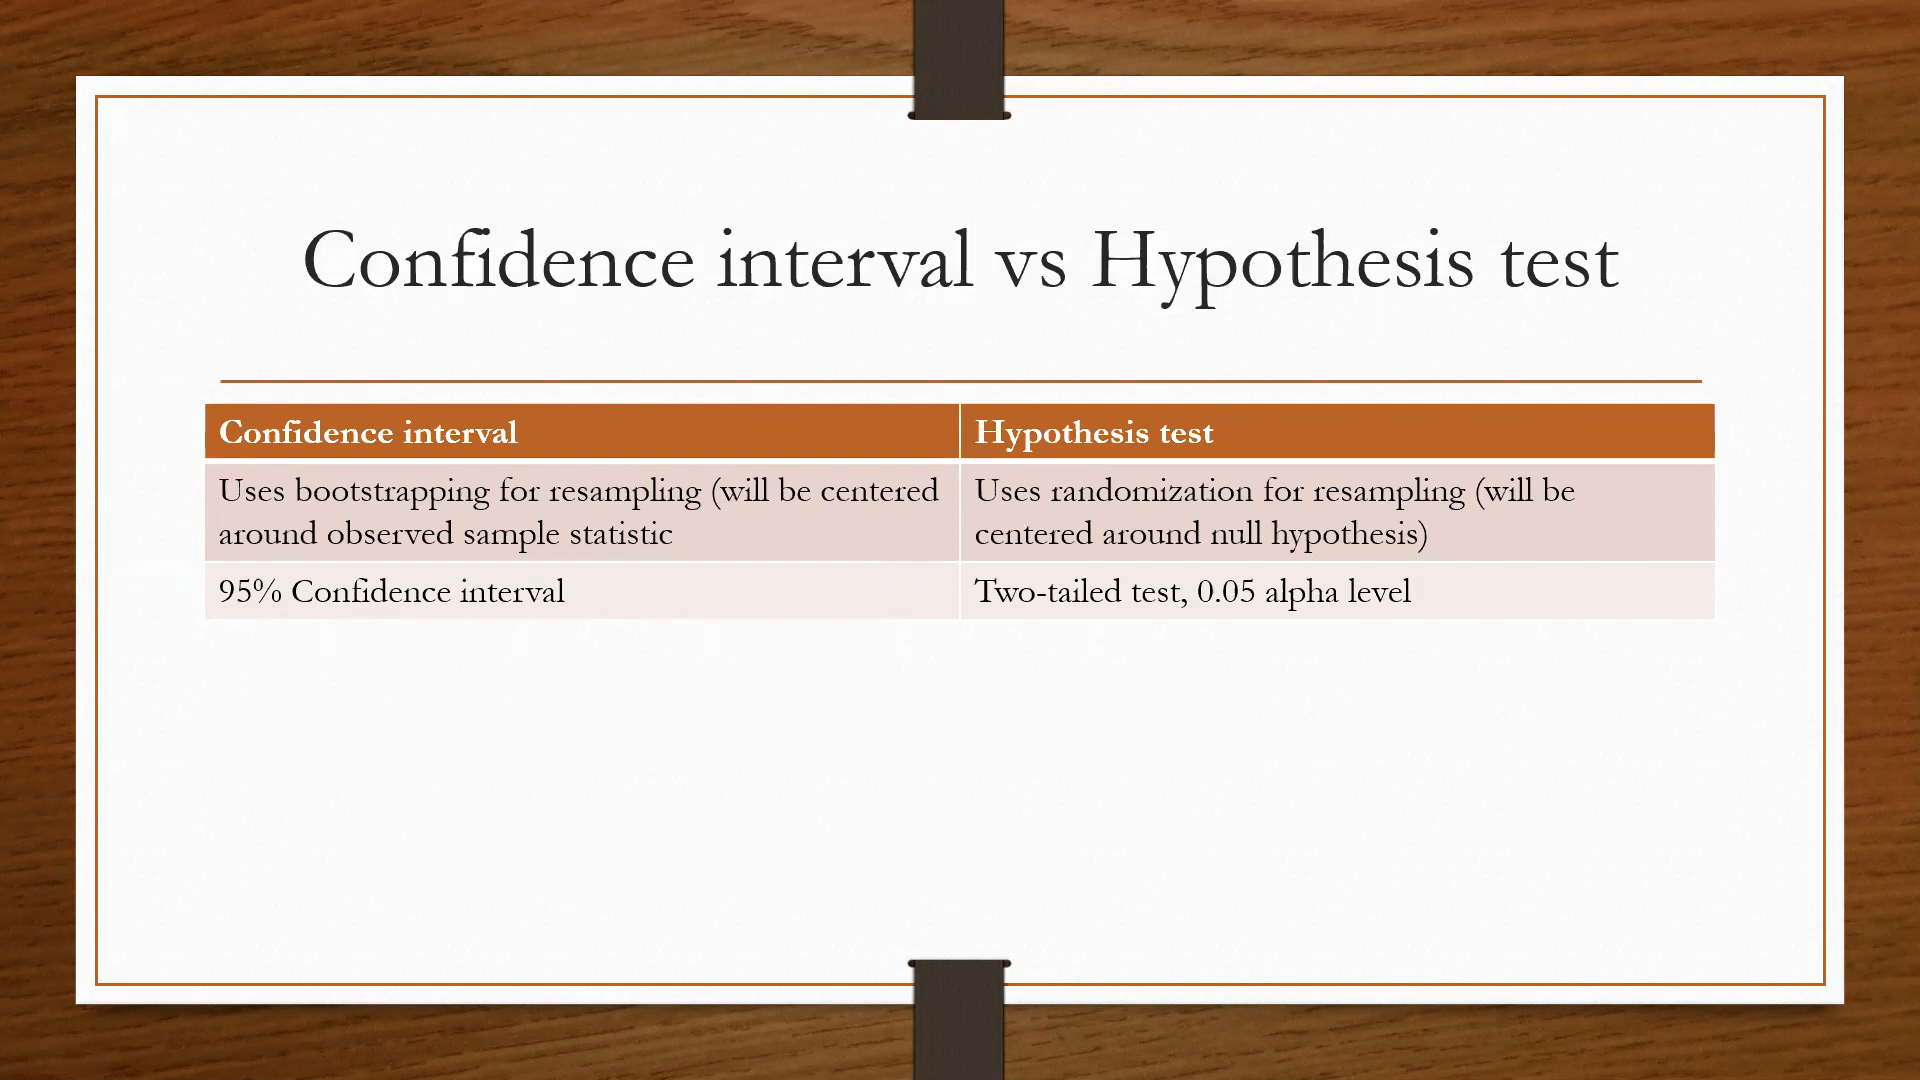 Confidence interval vs Hypothesis test
Confidence interval
Hypothesis test
Uses bootstrapping for resampling (will be centered
around observed sample statistic
Uses randomization for resampling (will be
centered around null hypothesis)
95% Confidence interval
Two-tailed test, 0.05 alpha level